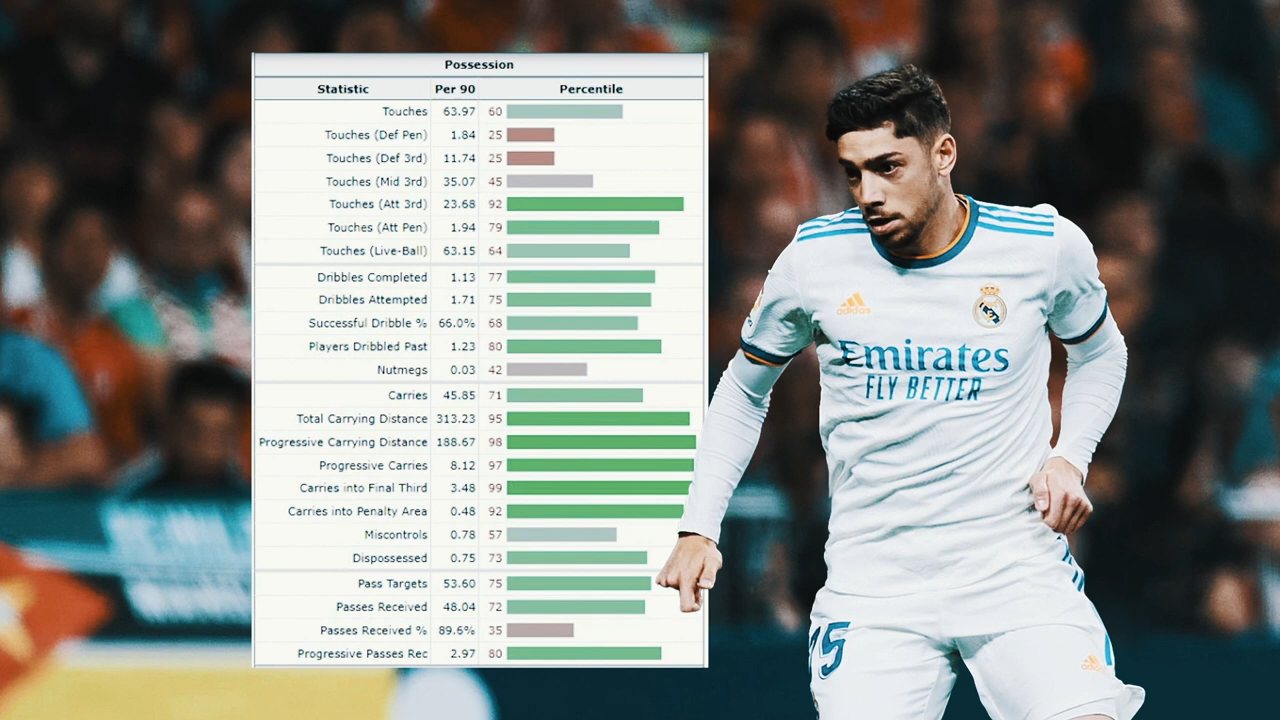 Possession
Statistic Per 90 Percentile
Touches 63.97 60
Touches (Def Pen) 1.84 25
Touches (Def 3rd) 11.74 25
Touches (Mid 3rd) 35.07 45
Touches (Att 3rd) 23.68 92
Touches (Att Pen) 1.94 79
Touches (Live-Ball) 63.15 64
Dribbles Completed 1.13 77
Dribbles Attempted 1.71 75
Successful Dribble % 66.0% 68
Players Dribbled Past 1.23 80
Nutmegs 0.03 42
Carries 45.85 71
Total Carrying Distance 313.23 95
Progressive Carrying Distance 188.67 98
Progressive Carries 8.12 97
Carries into Final Third 3.48 99
Carries into Penalty Area 0.48 92
Miscontrols 0.78 57
Dispossessed 0.75 73
Pass Targets 53.60 75
Passes Received 48.04 72
Passes Received % 89.6% 35
Progressive Passes Rec 2.97 80
adidas
Emirates
FLY BETTER
15
adidas